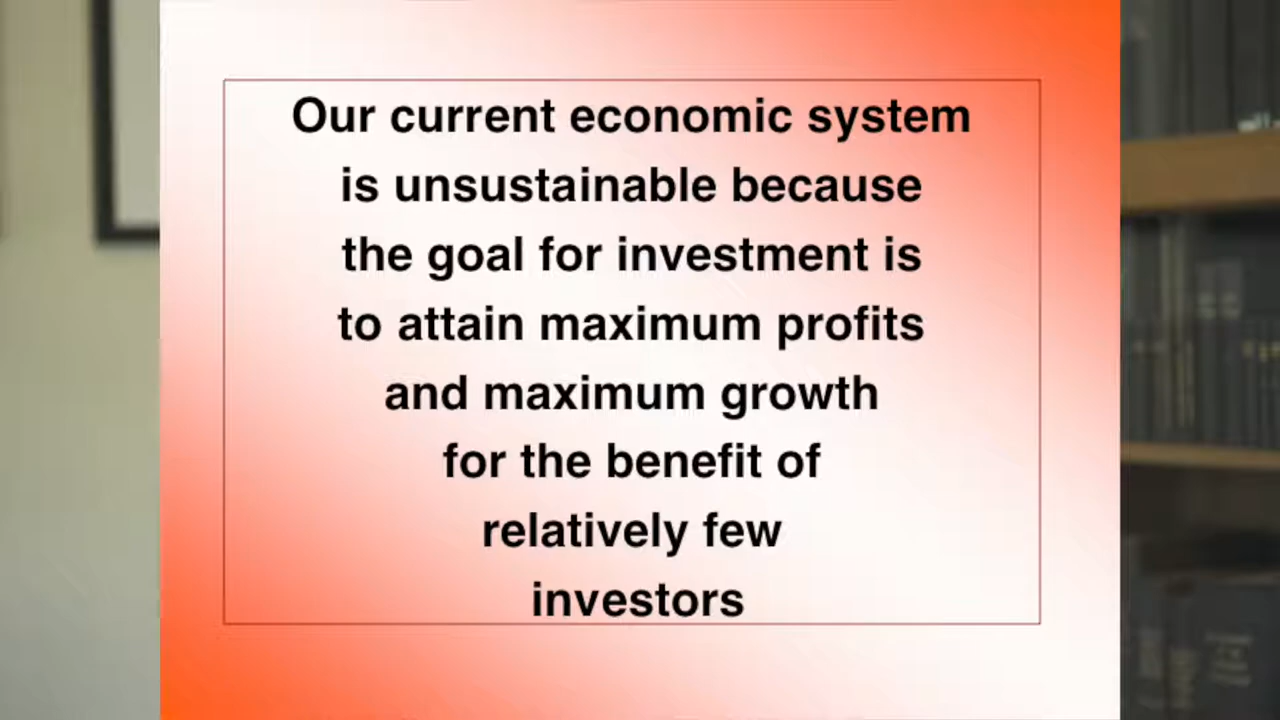 Our current economic system
is unsustainable because
the goal for investment is
to attain maximum profits
and maximum growth
for the benefit of
relatively few
investors